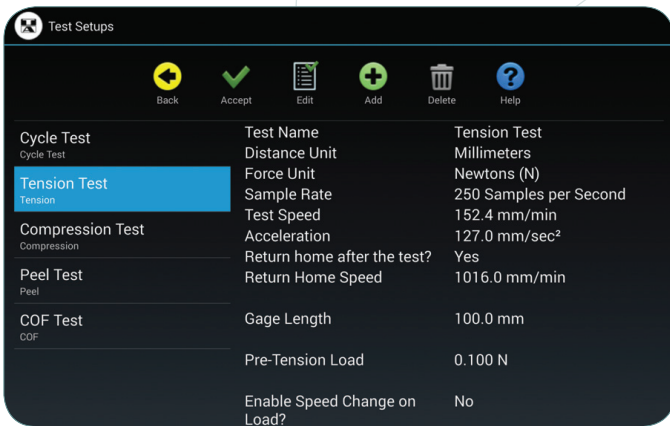 Test Setups
Back Accept Edit Add Delete Help
Cycle Test
Cycle Test
Tension Test
Tension
Compression Test
Compression
Peel Test
Peel
COF Test
COF
Test Name Tension Test
Distance Unit Millimeters
Force Unit Newtons (N)
Sample Rate 250 Samples per Second
Test Speed 152.4 mm/min
Acceleration 127.0 mm/sec²
Return home after the test? Yes
Return Home Speed 1016.0 mm/min
Gage Length 100.0 mm
Pre-Tension Load 0.100 N
Enable Speed Change on No
Load?